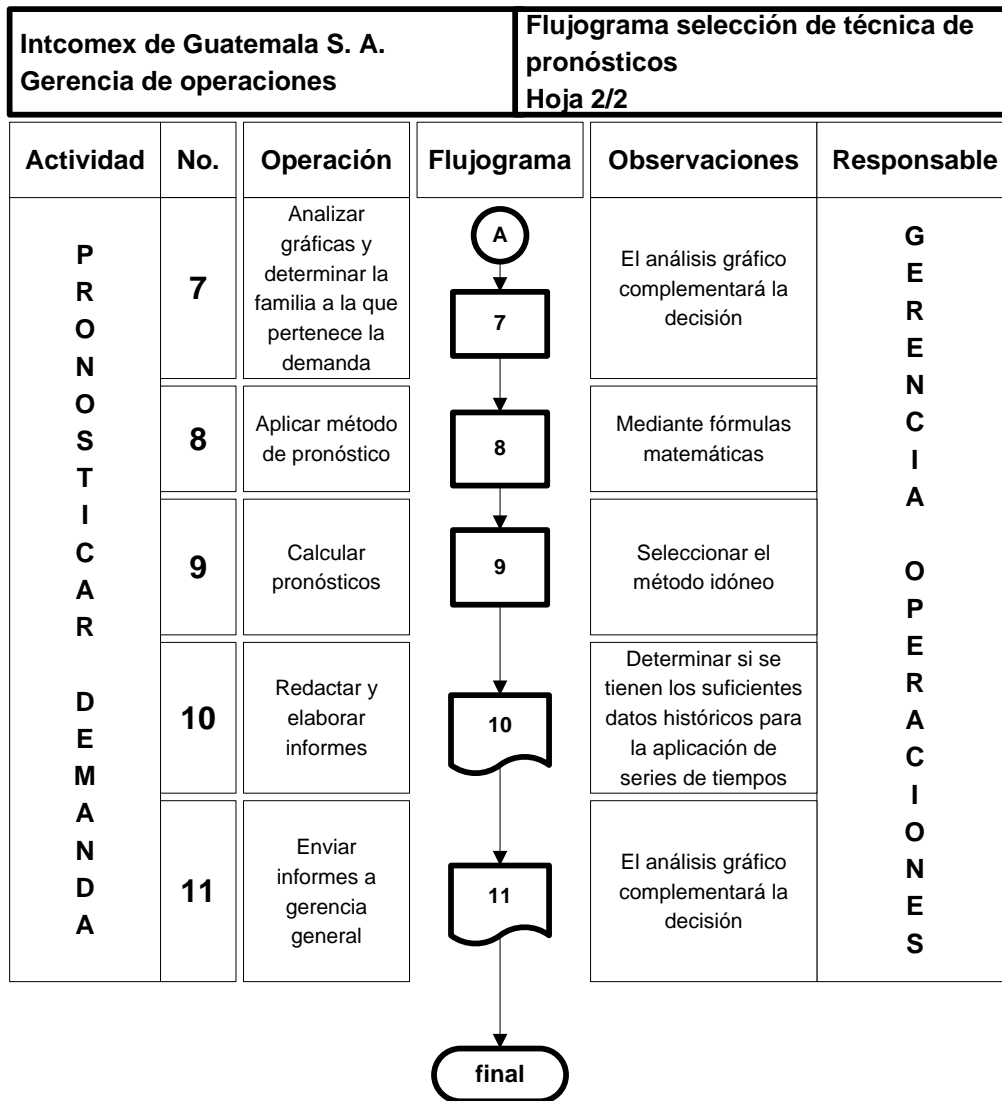 Intcomex de Guatemala S. A.
Gerencia de operaciones
Flujograma selección de técnica de
pronósticos
Hoja 2/2
Actividad
No.
Operación
Flujograma
Observaciones
Responsable
PRONOSTICAR DEMANDA
7
Analizar
gráficas y
determinar la
familia a la que
pertenece la
demanda
A
7
El análisis gráfico
complementará la
decisión
GERENCIA OPERACIONES
8
Aplicar método
de pronóstico
8
Mediante fórmulas
matemáticas
9
Calcular
pronósticos
9
Seleccionar el
método idóneo
10
Redactar y
elaborar
informes
10
Determinar si se
tienen los suficientes
datos históricos para
la aplicación de
series de tiempos
11
Enviar
informes a
gerencia
general
11
El análisis gráfico
complementará la
decisión
final